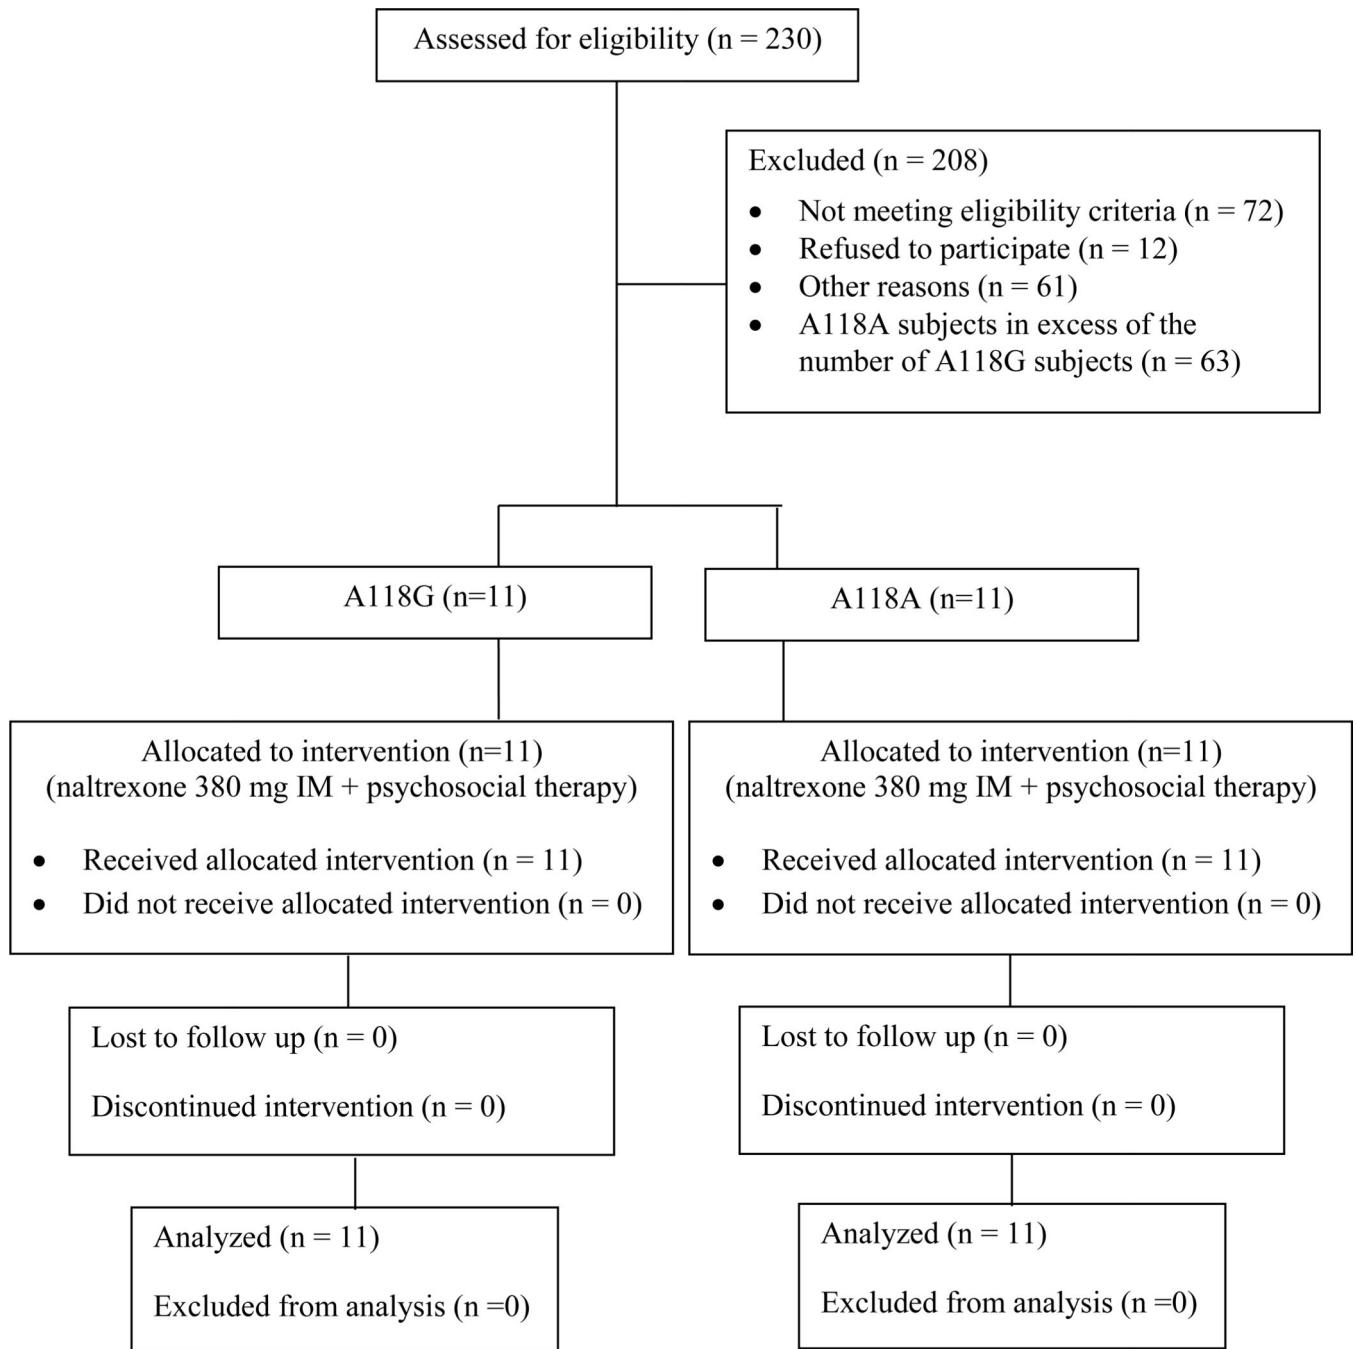 Assessed for eligibility (n = 230)
Excluded (n = 208)
• Not meeting eligibility criteria (n = 72)
• Refused to participate (n = 12)
• Other reasons (n = 61)
• A118A subjects in excess of the
number of A118G subjects (n = 63)
A118G (n=11)
A118A (n=11)
Allocated to intervention (n=11)
(naltrexone 380 mg IM + psychosocial therapy)
• Received allocated intervention (n = 11)
• Did not receive allocated intervention (n = 0)
Allocated to intervention (n=11)
(naltrexone 380 mg IM + psychosocial therapy)
• Received allocated intervention (n = 11)
• Did not receive allocated intervention (n = 0)
Lost to follow up (n = 0)
Discontinued intervention (n = 0)
Lost to follow up (n = 0)
Discontinued intervention (n = 0)
Analyzed (n = 11)
Excluded from analysis (n =0)
Analyzed (n = 11)
Excluded from analysis (n =0)